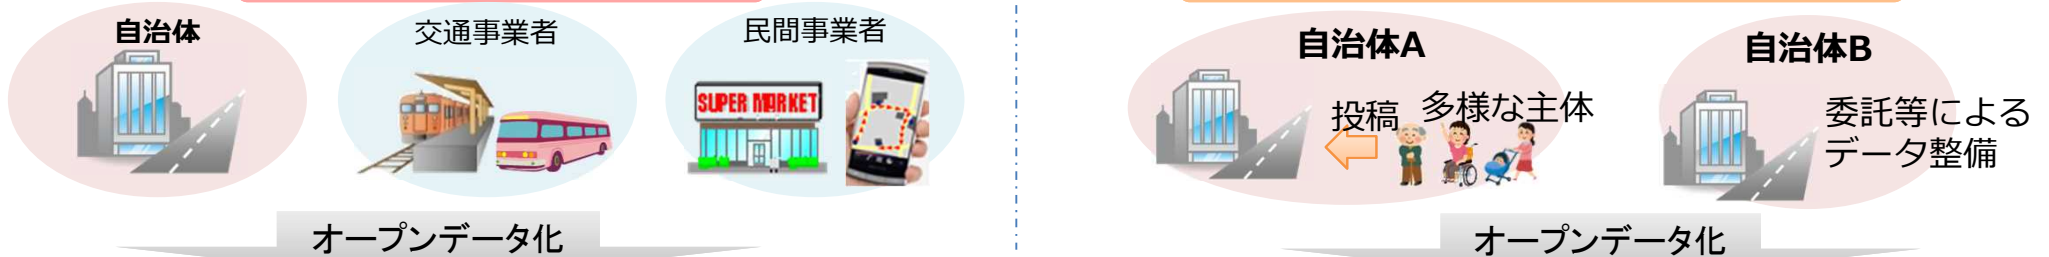 自治体
交通事業者
民間事業者
SUPER MARKET
オープンデータ化
自治体A
投稿
多様な主体
自治体B
委託等による
データ整備
オープンデータ化